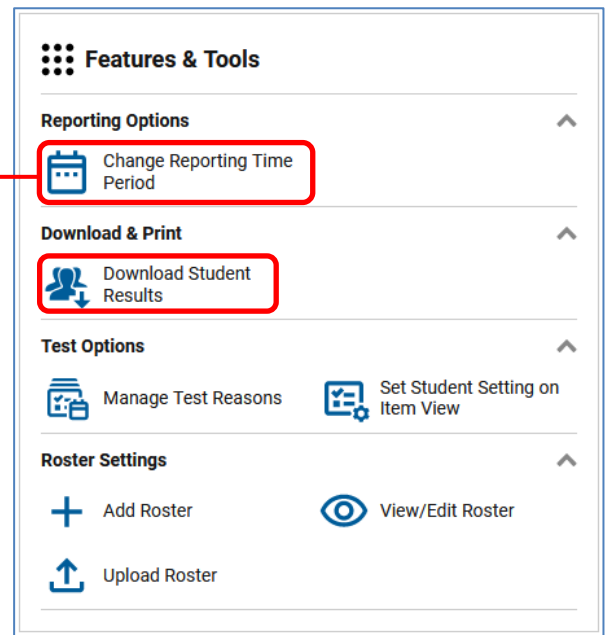 Features & Tools
Reporting Options
Change Reporting Time
Period
Download & Print
Download Student
Results
Test Options
Manage Test Reasons
Set Student Setting on
Item View
Roster Settings
Add Roster
View/Edit Roster
Upload Roster